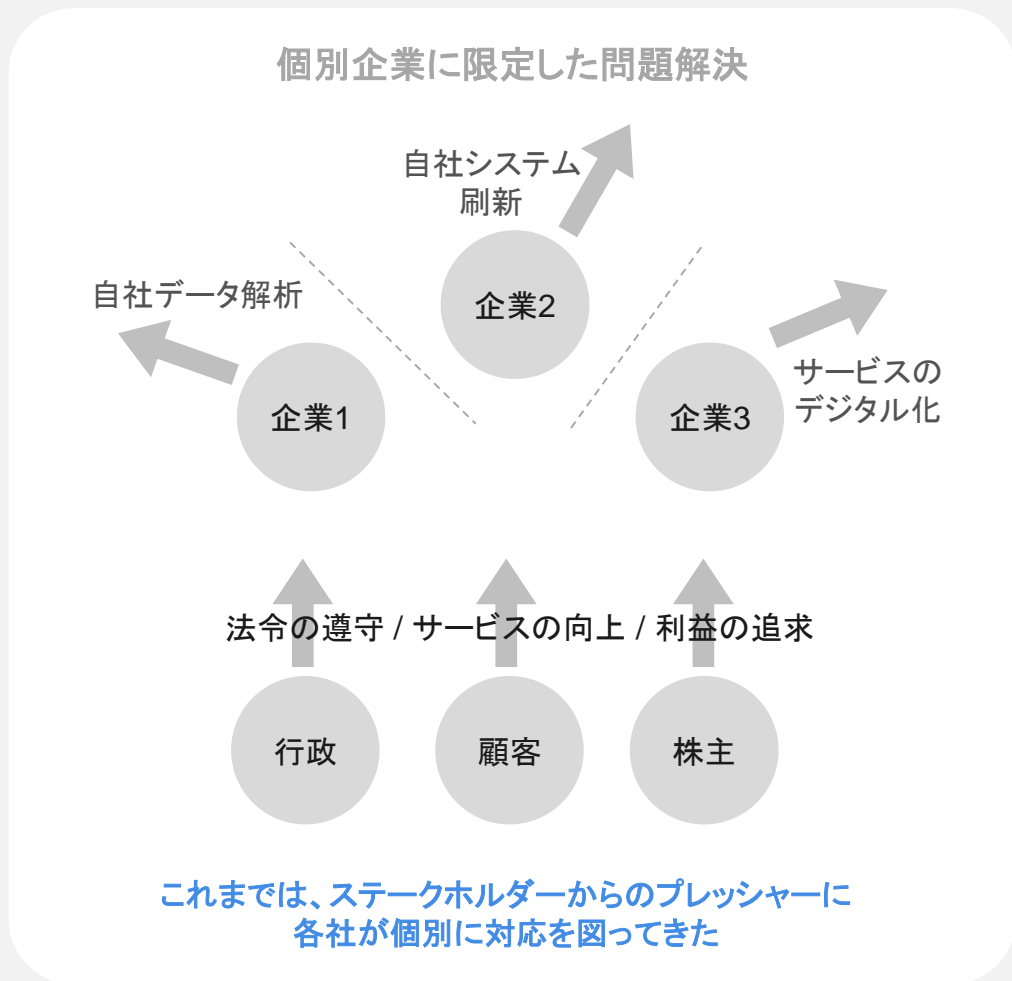 個別企業に限定した問題解決
自社システム
刷新
企業2
自社データ解析
企業1
企業3
サービスの
デジタル化
法令の遵守 / サービスの向上 / 利益の追求
行政
顧客
株主
これまでは、ステークホルダーからのプレッシャーに
各社が個別に対応を図ってきた